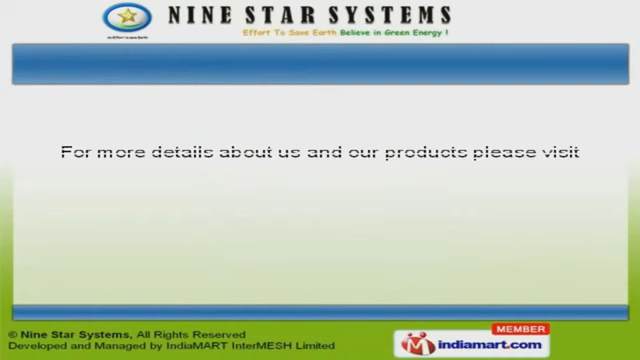 NINE STAR SYSTEMS
Effort To Save Earth Believe in Green Energy !
For more details about us and our products please visit
© Nine Star Systems, All Rights Reserved
Developed and Managed by IndiaMART InterMESH Limited
MEMBER
indiamart.com